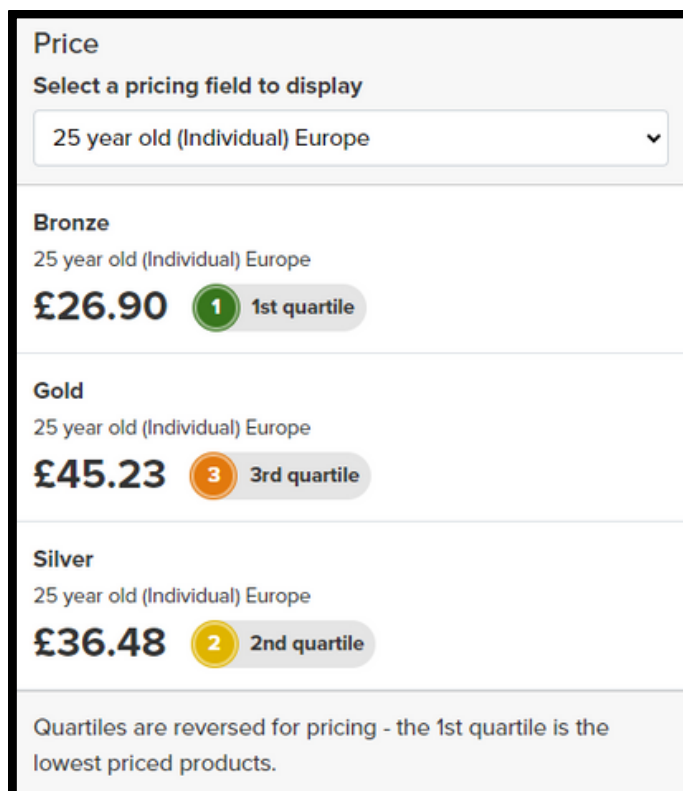 Price
Select a pricing field to display
25 year old (Individual) Europe
Bronze
25 year old (Individual) Europe
£26.90 1 1st quartile
Gold
25 year old (Individual) Europe
£45.23 3 3rd quartile
Silver
25 year old (Individual) Europe
£36.48 2 2nd quartile
Quartiles are reversed for pricing - the 1st quartile is the
lowest priced products.